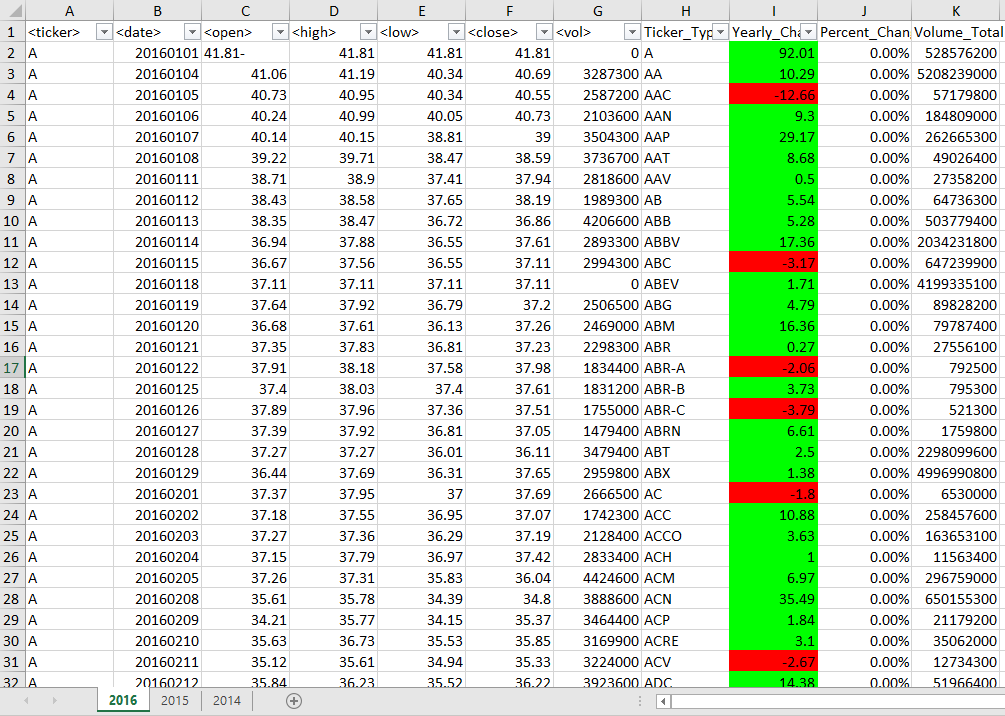 A B C D E F G H I J K
1 <ticker> <date> <open> <high> <low> <close> <vol> Ticker_Typ Yearly_Cha Percent_Chan Volume_Total
2 A 20160101 41.81- 41.81 41.81 41.81 0 A 92.01 0.00% 528576200
3 A 20160104 41.06 41.19 40.34 40.69 3287300 AA 10.29 0.00% 5208239000
4 A 20160105 40.73 40.95 40.34 40.55 2587200 AAC -12.66 0.00% 57179800
5 A 20160106 40.24 40.99 40.05 40.73 2103600 AAN 9.3 0.00% 184809000
6 A 20160107 40.14 40.15 38.81 39 3504300 AAP 29.17 0.00% 262665300
7 A 20160108 39.22 39.71 38.47 38.59 3736700 AAT 8.68 0.00% 49026400
8 A 20160111 38.71 38.9 37.41 37.94 2818600 AAV 0.5 0.00% 27358200
9 A 20160112 38.43 38.58 37.65 38.19 1989300 AB 5.54 0.00% 64736300
10 A 20160113 38.35 38.47 36.72 36.86 4206600 ABB 5.28 0.00% 503779400
11 A 20160114 36.94 37.88 36.55 37.61 2893300 ABBV 17.36 0.00% 2034231800
12 A 20160115 36.67 37.56 36.55 37.11 2994300 ABC -3.17 0.00% 647239900
13 A 20160118 37.11 37.11 37.11 37.11 0 ABEV 1.71 0.00% 4199335100
14 A 20160119 37.64 37.92 36.79 37.2 2506500 ABG 4.79 0.00% 89828200
15 A 20160120 36.68 37.61 36.13 37.26 2469000 ABM 16.36 0.00% 79787400
16 A 20160121 37.35 37.83 36.81 37.23 2298300 ABR 0.27 0.00% 27556100
17 A 20160122 37.91 38.18 37.58 37.98 1834400 ABR-A -2.06 0.00% 792500
18 A 20160125 37.4 38.03 37.4 37.61 1831200 ABR-B 3.73 0.00% 795300
19 A 20160126 37.89 37.96 37.36 37.51 1755000 ABR-C -3.79 0.00% 521300
20 A 20160127 37.39 37.92 36.81 37.05 1479400 ABRN 6.61 0.00% 1759800
21 A 20160128 37.27 37.27 36.01 36.11 3479400 ABT 2.5 0.00% 2298099600
22 A 20160129 36.44 37.69 36.31 37.65 2959800 ABX 1.38 0.00% 4996990800
23 A 20160201 37.37 37.95 37 37.69 2666500 AC -1.8 0.00% 6530000
24 A 20160202 37.18 37.55 36.95 37.07 1742300 ACC 10.88 0.00% 258457600
25 A 20160203 37.27 37.36 36.29 37.19 2128400 ACCO 3.63 0.00% 163653100
26 A 20160204 37.15 37.79 36.97 37.42 2833400 ACH 1 0.00% 11563400
27 A 20160205 37.26 37.31 35.83 36.04 4424600 ACM 6.97 0.00% 296759000
28 A 20160208 35.61 35.78 34.39 34.8 3888600 ACN 35.49 0.00% 650155300
29 A 20160209 34.21 35.77 34.15 35.37 3464400 ACP 1.84 0.00% 21179200
30 A 20160210 35.63 36.73 35.53 35.85 3169900 ACRE 3.1 0.00% 35062000
31 A 20160211 35.12 35.61 34.94 35.33 3224000 ACV -2.67 0.00% 12734300
32 A 20160212 35.84 36.23 35.52 36.22 3923600 ADC 14.38 0.00% 51966400
2016 2015 2014